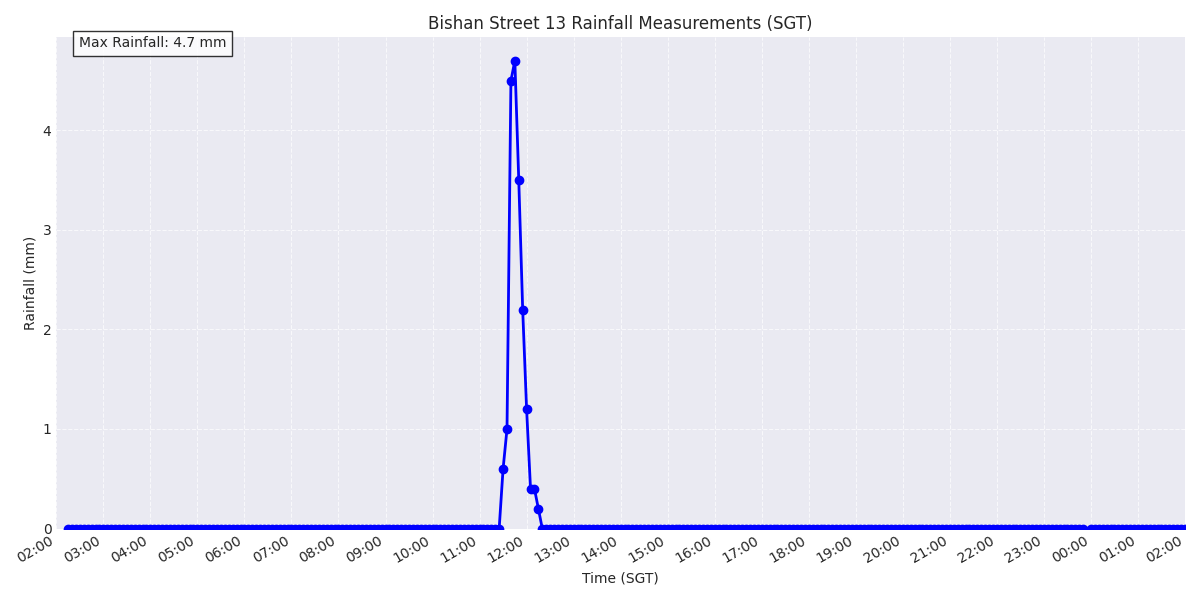 Bishan Street 13 Rainfall Measurements (SGT)
Max Rainfall: 4.7 mm
4
3
2
1
0
Rainfall (mm)
02:00 03:00 04:00 05:00 06:00 07:00 08:00 09:00 10:00 11:00 12:00 13:00 14:00 15:00 16:00 17:00 18:00 19:00 20:00 21:00 22:00 23:00 00:00 01:00 02:00
Time (SGT)